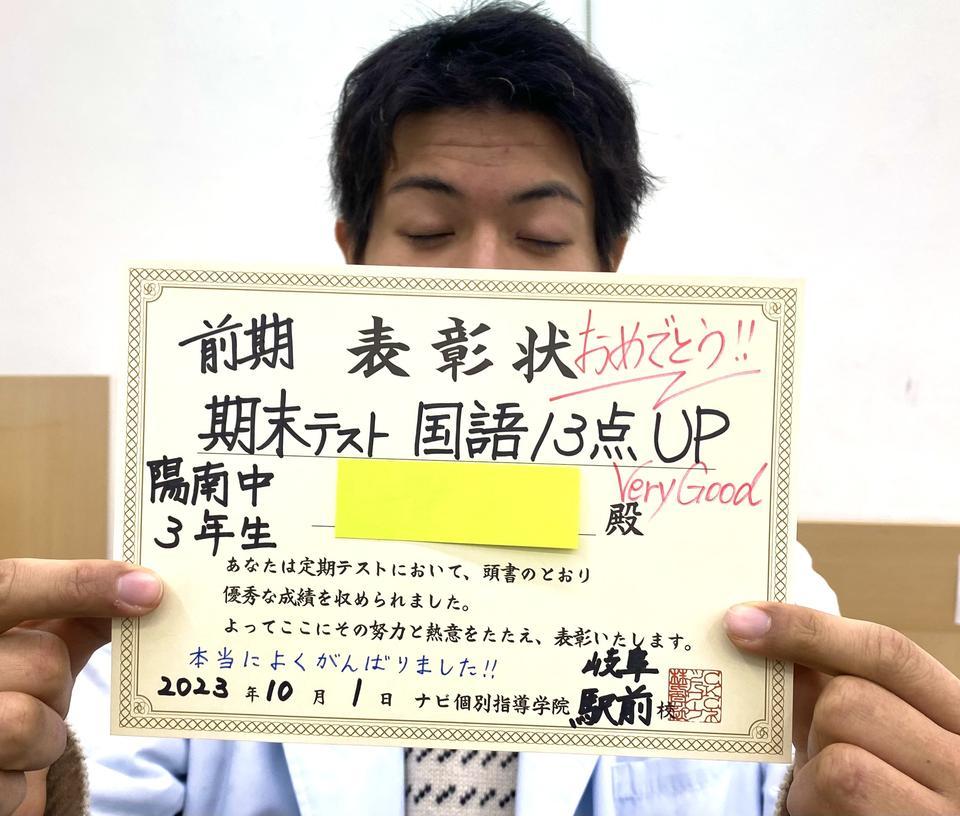 前期 表彰状 おめでとう!!
期末テスト 国語13点UP
Very Good
陽南中
3年生
殿
あなたは定期テストにおいて、頭書のとおり
優秀な成績を収められました。
よってここにその努力と熱意をたたえ、表彰いたします。
本当によくがんばりました!!
2023年10月1日 ナビ個別指導学院 岐阜駅前校